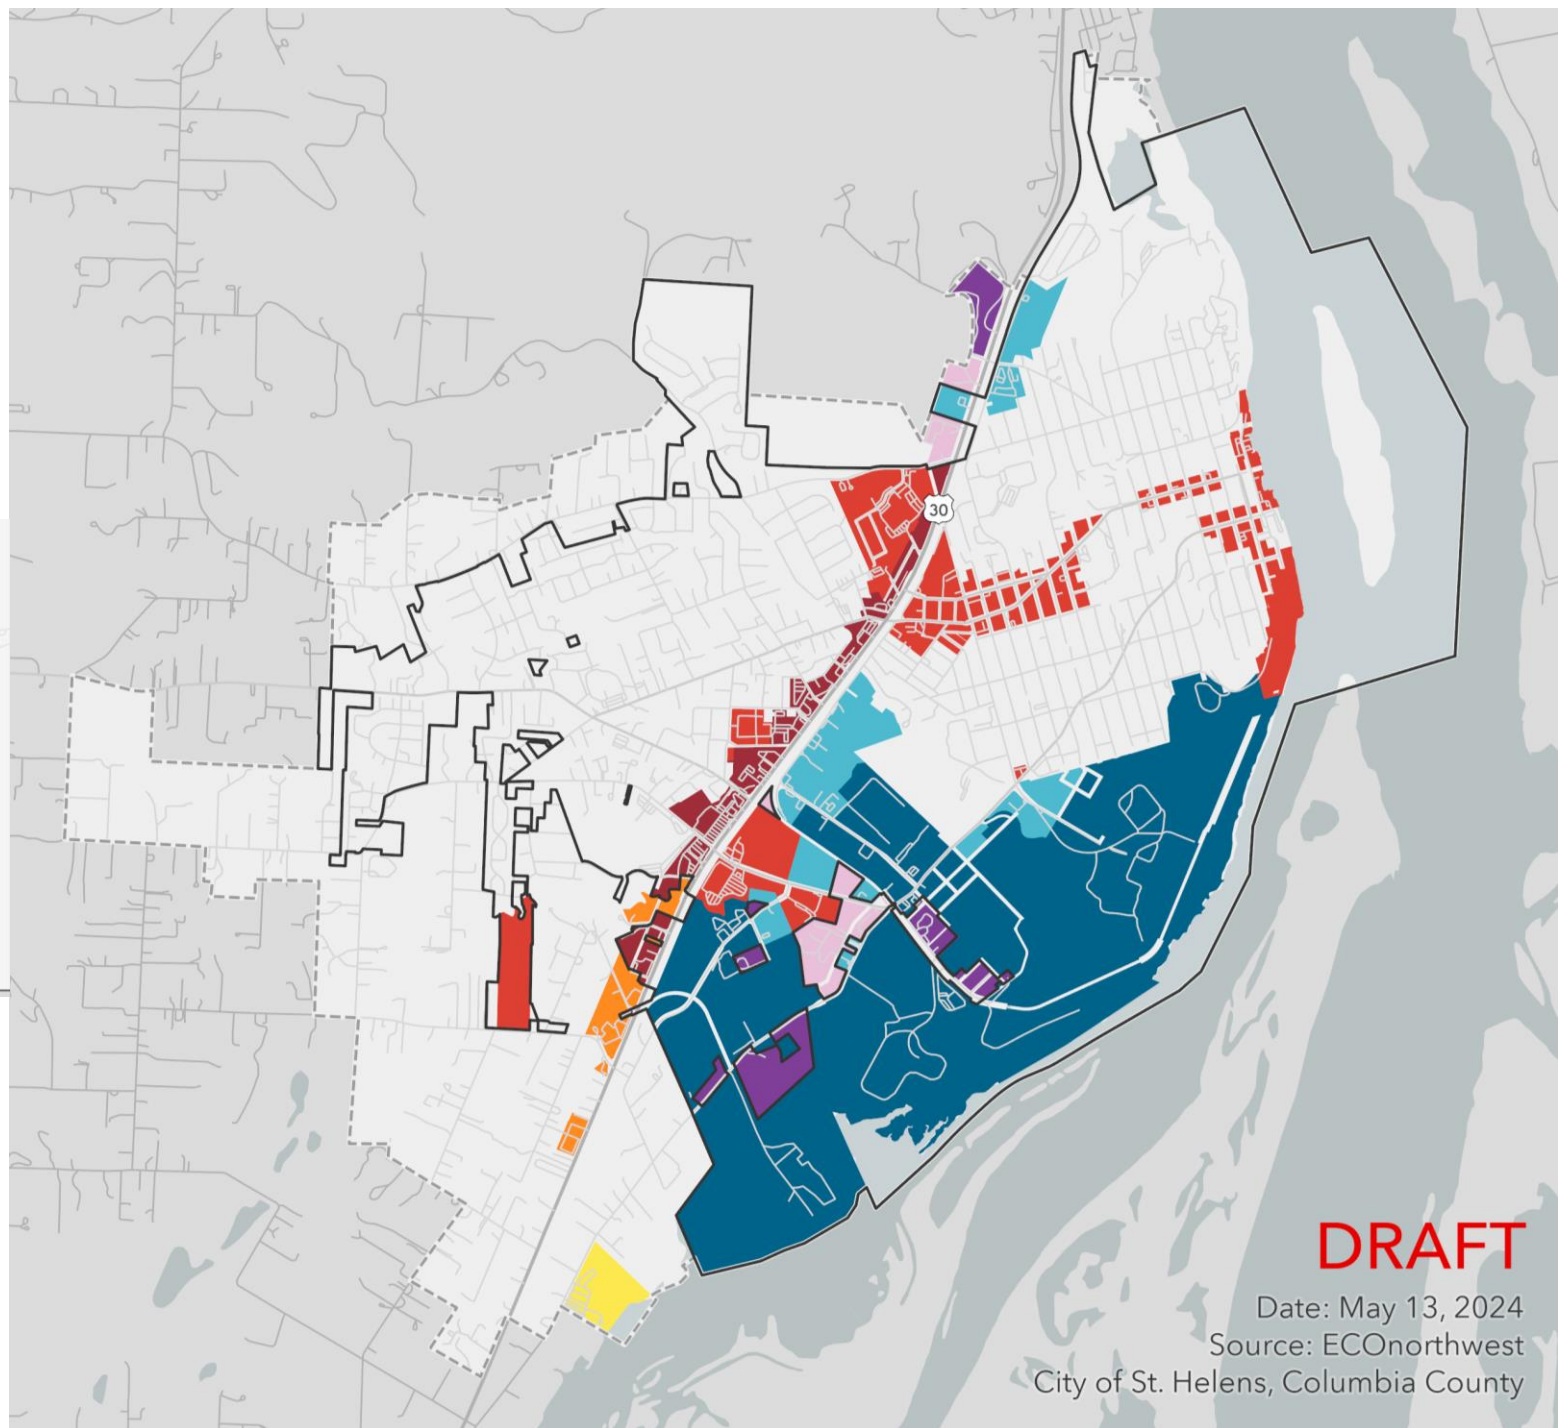 30
DRAFT
Date: May 13, 2024
Source: ECOnorthwest
City of St. Helens, Columbia County